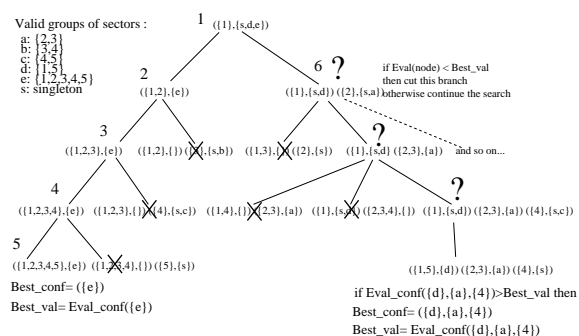 Valid groups of sectors :
a: {2,3}
b: {3,4}
c: {4,5}
d: {1,5}
e: {1,2,3,4,5}
s: singleton
1 ({1},{s,d,e})
6 ?
if Eval(node) < Best_val
then cut this branch
otherwise continue the search
2
({1,2},{e}) ({1},{s,d}) ({2},{s,a})
3 ?
({1,2,3},{e}) ({1,2},{}) ({3},{s,b}) ({1,3},{}) ({2},{s}) ({1},{s,d}) ({2,3},{a}) and so on...
4 ?
({1,2,3,4},{e}) ({1,2,3},{}) ({4},{s,c}) ({1,4},{}) ({2,3},{a}) ({1},{s,d}) ({2,3,4},{}) ({1},{s,d}) ({2,3},{a}) ({4},{s,c})
5
({1,2,3,4,5},{e}) ({1,2,3,4},{}) ({5},{s}) ({1,5},{d}) ({2,3},{a}) ({4},{s})
Best_conf= ({e})
Best_val= Eval_conf({e})
if Eval_conf({d},{a},{4})>Best_val then
Best_conf= ({d},{a},{4})
Best_val= Eval_conf({d},{a},{4})